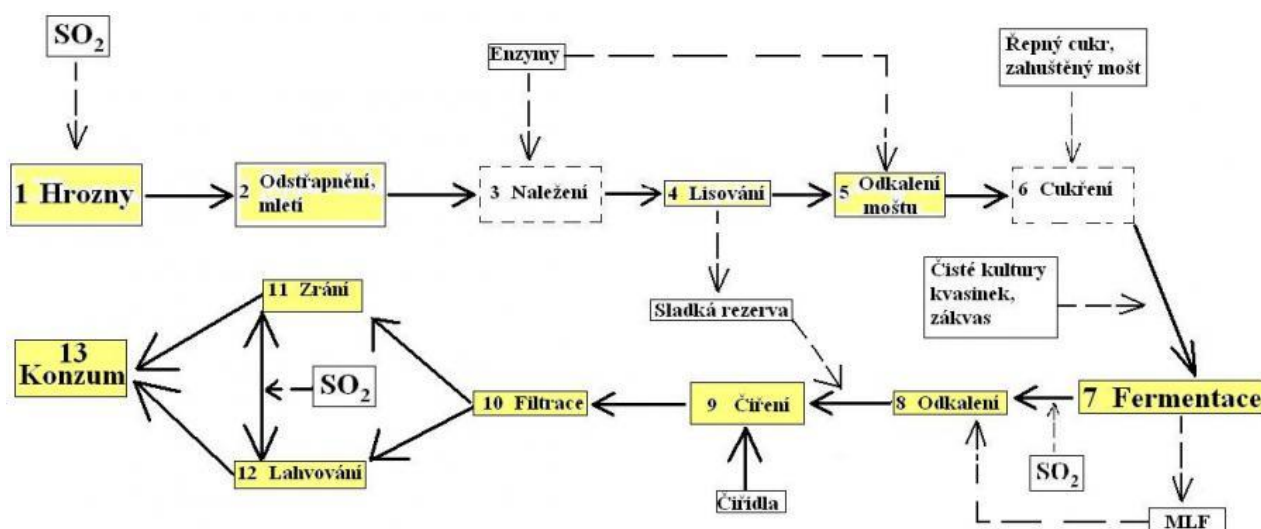 SO2
Enzymy
Řepný cukr,
zahuštěný mošt
1 Hrozny
2 Odstřapnění,
mletí
3 Naležení
4 Lisování
5 Odkalení
moštu
6 Cukření
Čisté kultury
kvasinek,
zákvas
Sladká rezerva
11 Zrání
13
Konzum
SO2
10 Filtrace
9 Číření
8 Odkalení
7 Fermentace
12 Lahvování
Čiřidla
SO2
MLF